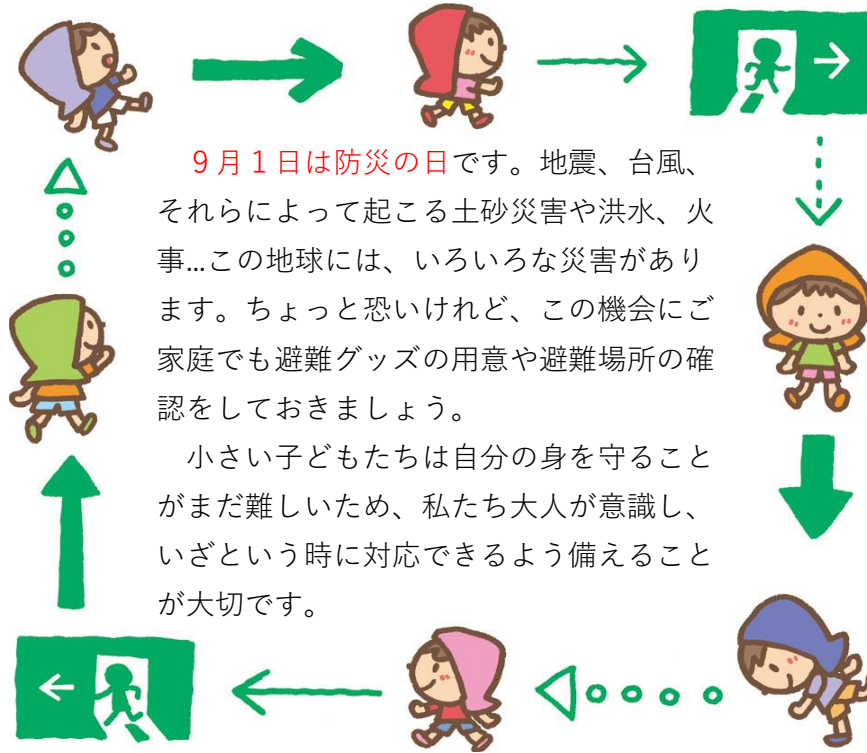 ９月１日は防災の日です。地震、台風、
それらによって起こる土砂災害や洪水、火
事…この地球には、いろいろな災害があり
ます。ちょっと恐いけれど、この機会にご
家庭でも避難グッズの用意や避難場所の確
認をしておきましょう。
　小さい子どもたちは自分の身を守ること
がまだ難しいため、私たち大人が意識し、
いざという時に対応できるよう備えること
が大切です。